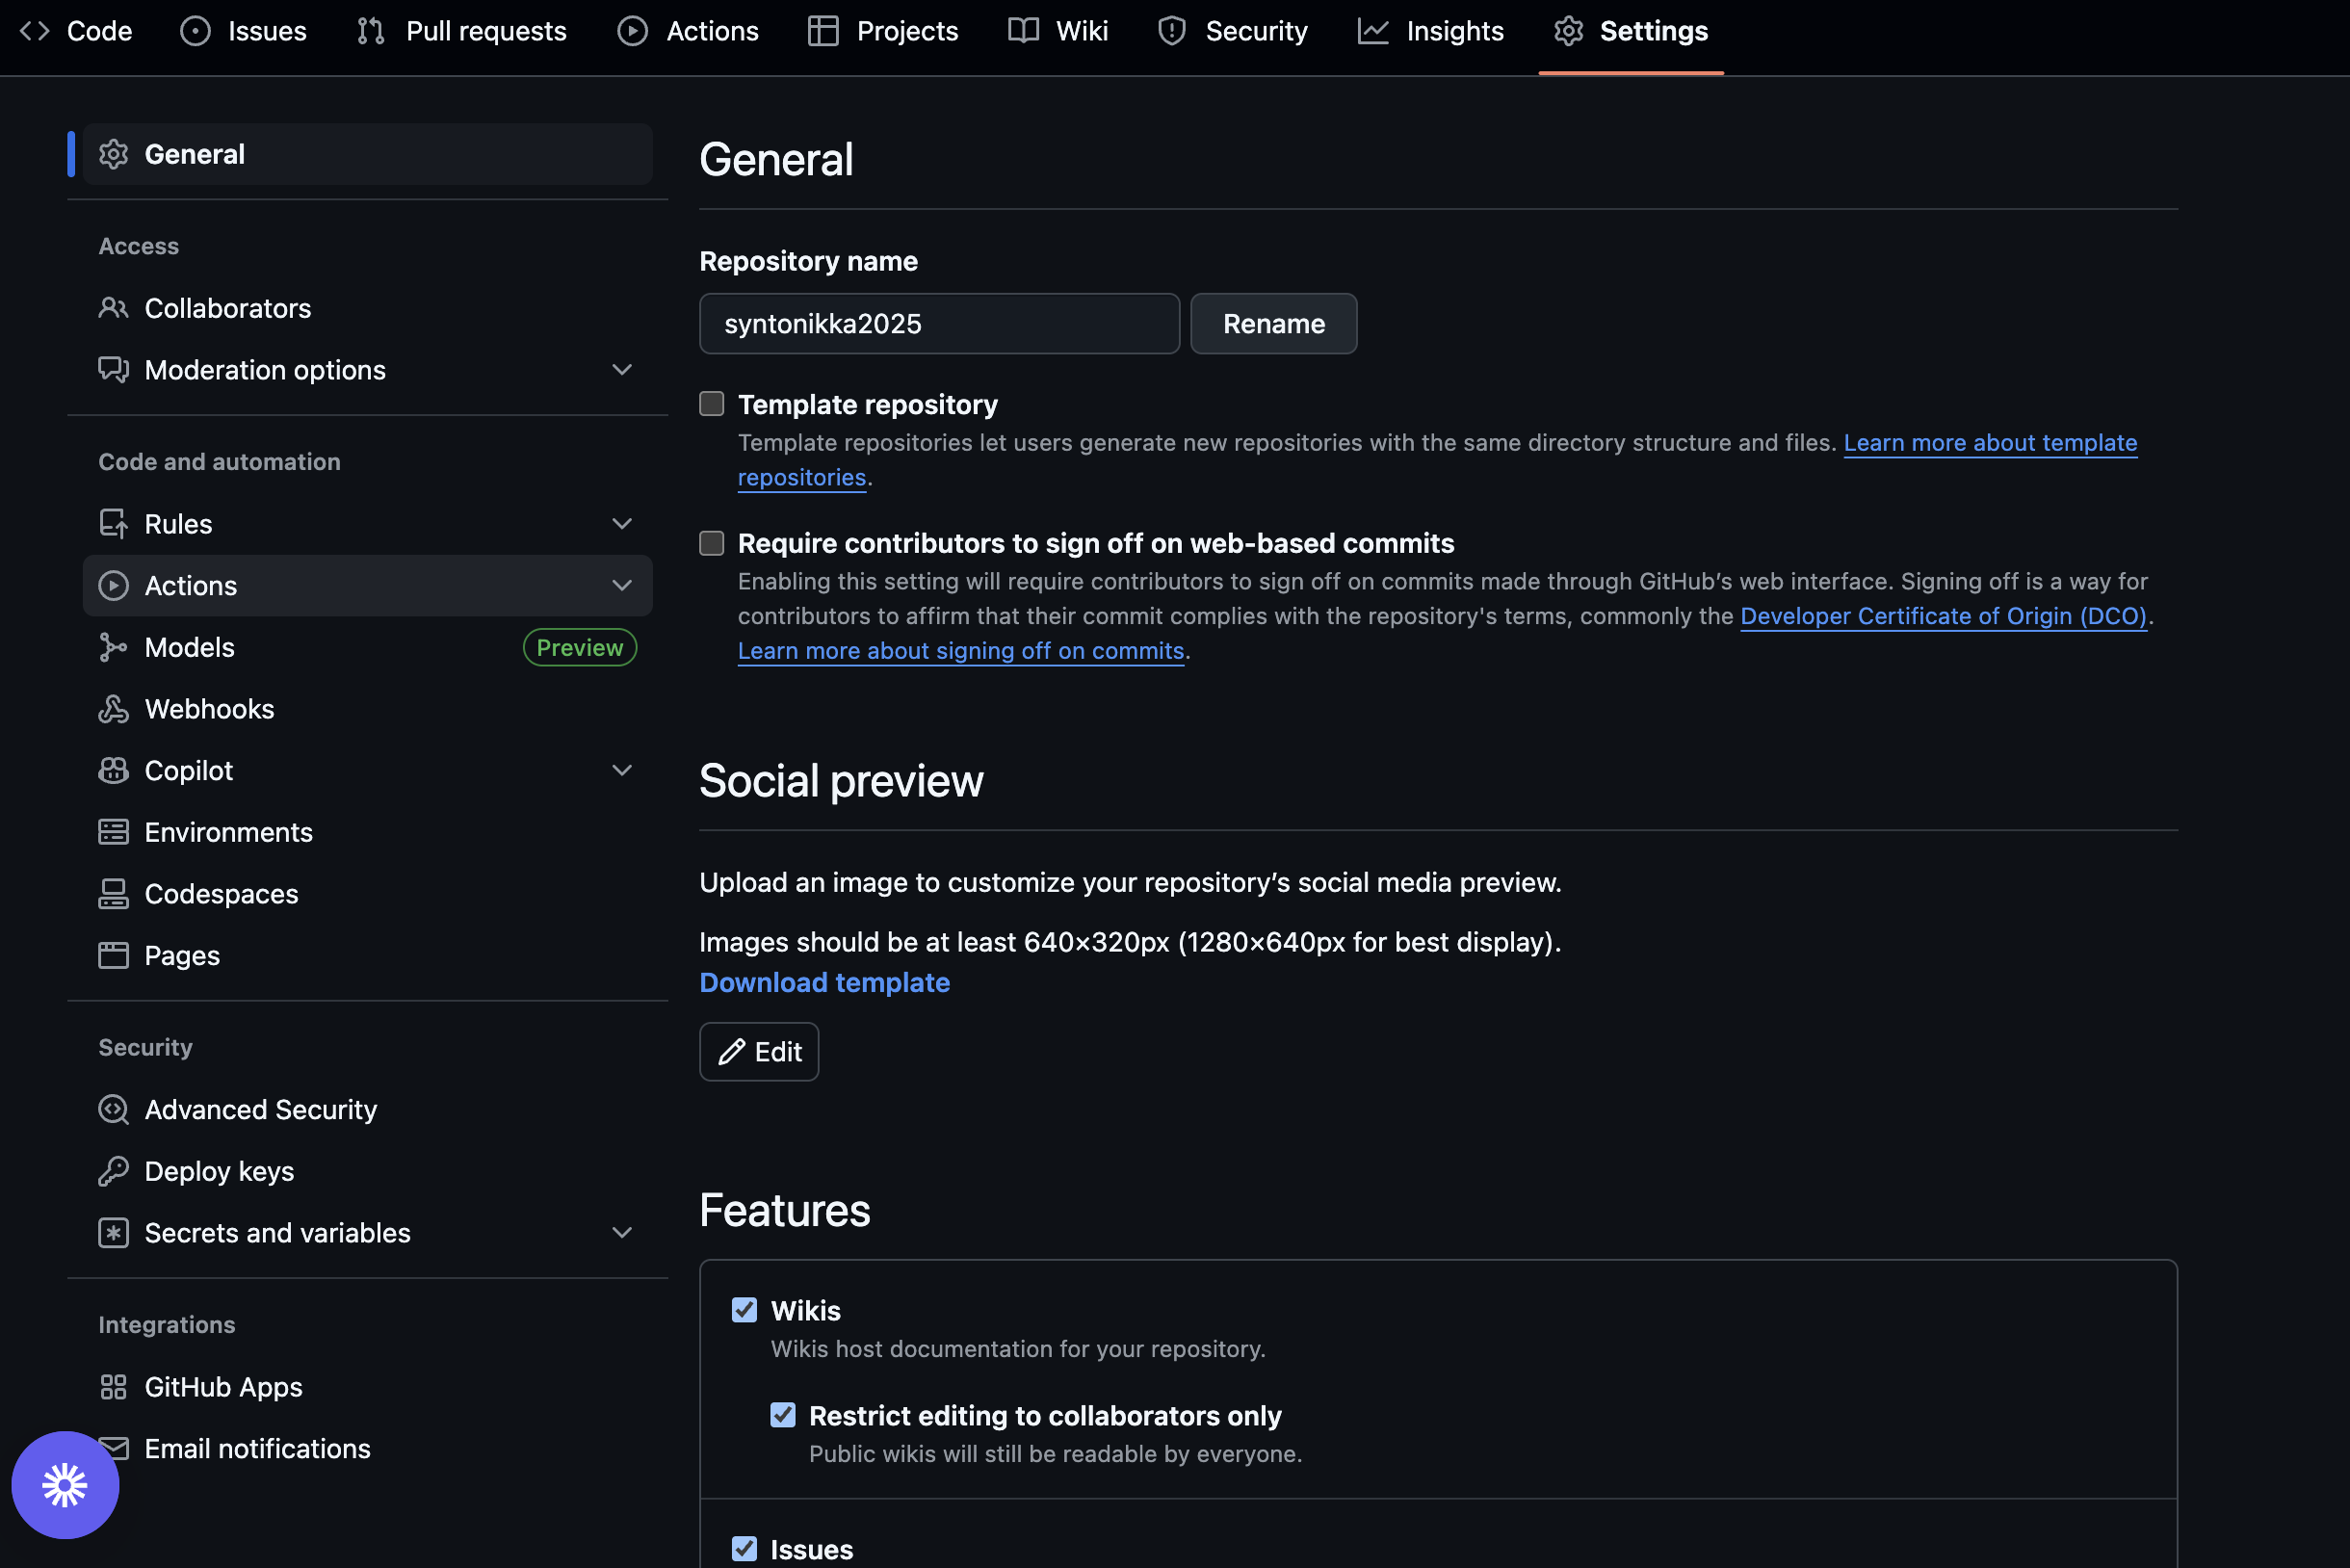 Code Issues Pull requests Actions Projects Wiki Security Insights Settings
General
Access
Collaborators
Moderation options
Code and automation
Rules
Actions
Models Preview
Webhooks
Copilot
Environments
Codespaces
Pages
Security
Advanced Security
Deploy keys
Secrets and variables
Integrations
GitHub Apps
Email notifications
General
Repository name
syntonikka2025 Rename
Template repository
Template repositories let users generate new repositories with the same directory structure and files. Learn more about template
repositories.
Require contributors to sign off on web-based commits
Enabling this setting will require contributors to sign off on commits made through GitHub’s web interface. Signing off is a way for
contributors to affirm that their commit complies with the repository's terms, commonly the Developer Certificate of Origin (DCO).
Learn more about signing off on commits.
Social preview
Upload an image to customize your repository’s social media preview.
Images should be at least 640×320px (1280×640px for best display).
Download template
Edit
Features
Wikis
Wikis host documentation for your repository.
Restrict editing to collaborators only
Public wikis will still be readable by everyone.
Issues